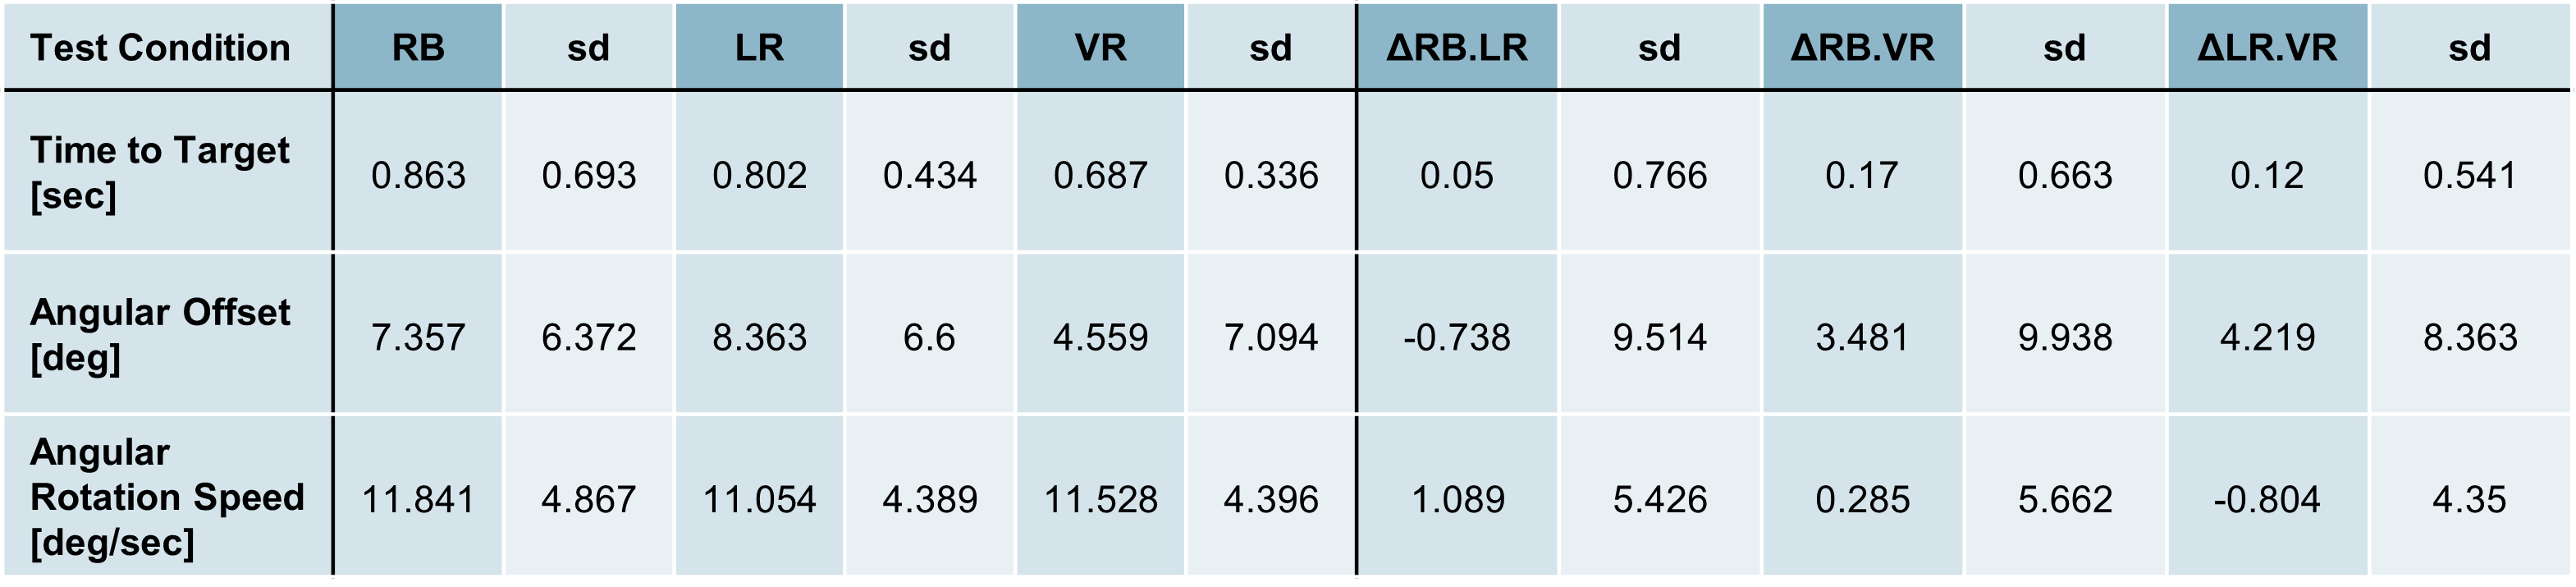 Test Condition RB sd LR sd VR sd ΔRB.LR sd ΔRB.VR sd ΔLR.VR sd
Time to Target
[sec] 0.863 0.693 0.802 0.434 0.687 0.336 0.05 0.766 0.17 0.663 0.12 0.541
Angular Offset
[deg] 7.357 6.372 8.363 6.6 4.559 7.094 -0.738 9.514 3.481 9.938 4.219 8.363
Angular
Rotation Speed
[deg/sec] 11.841 4.867 11.054 4.389 11.528 4.396 1.089 5.426 0.285 5.662 -0.804 4.35